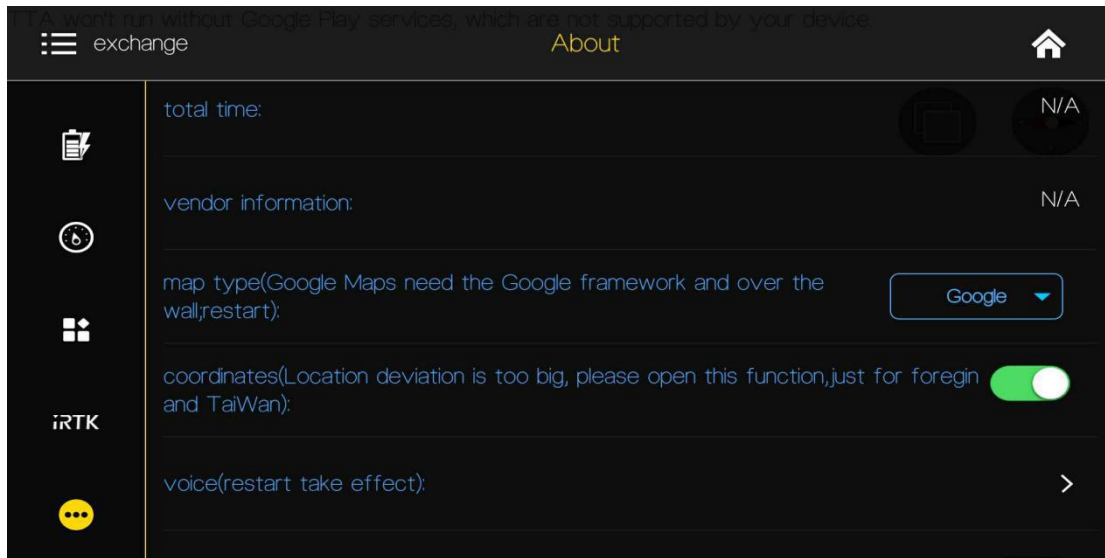 TTA won't run without Google Play services, which are not supported by your device.
exchange
About
total time:
N/A
vendor information:
N/A
map type(Google Maps need the Google framework and over the
wall;restart):
Google
coordinates(Location deviation is too big, please open this function,just for foregin
and TaiWan):
iRTK
voice(restart take effect):